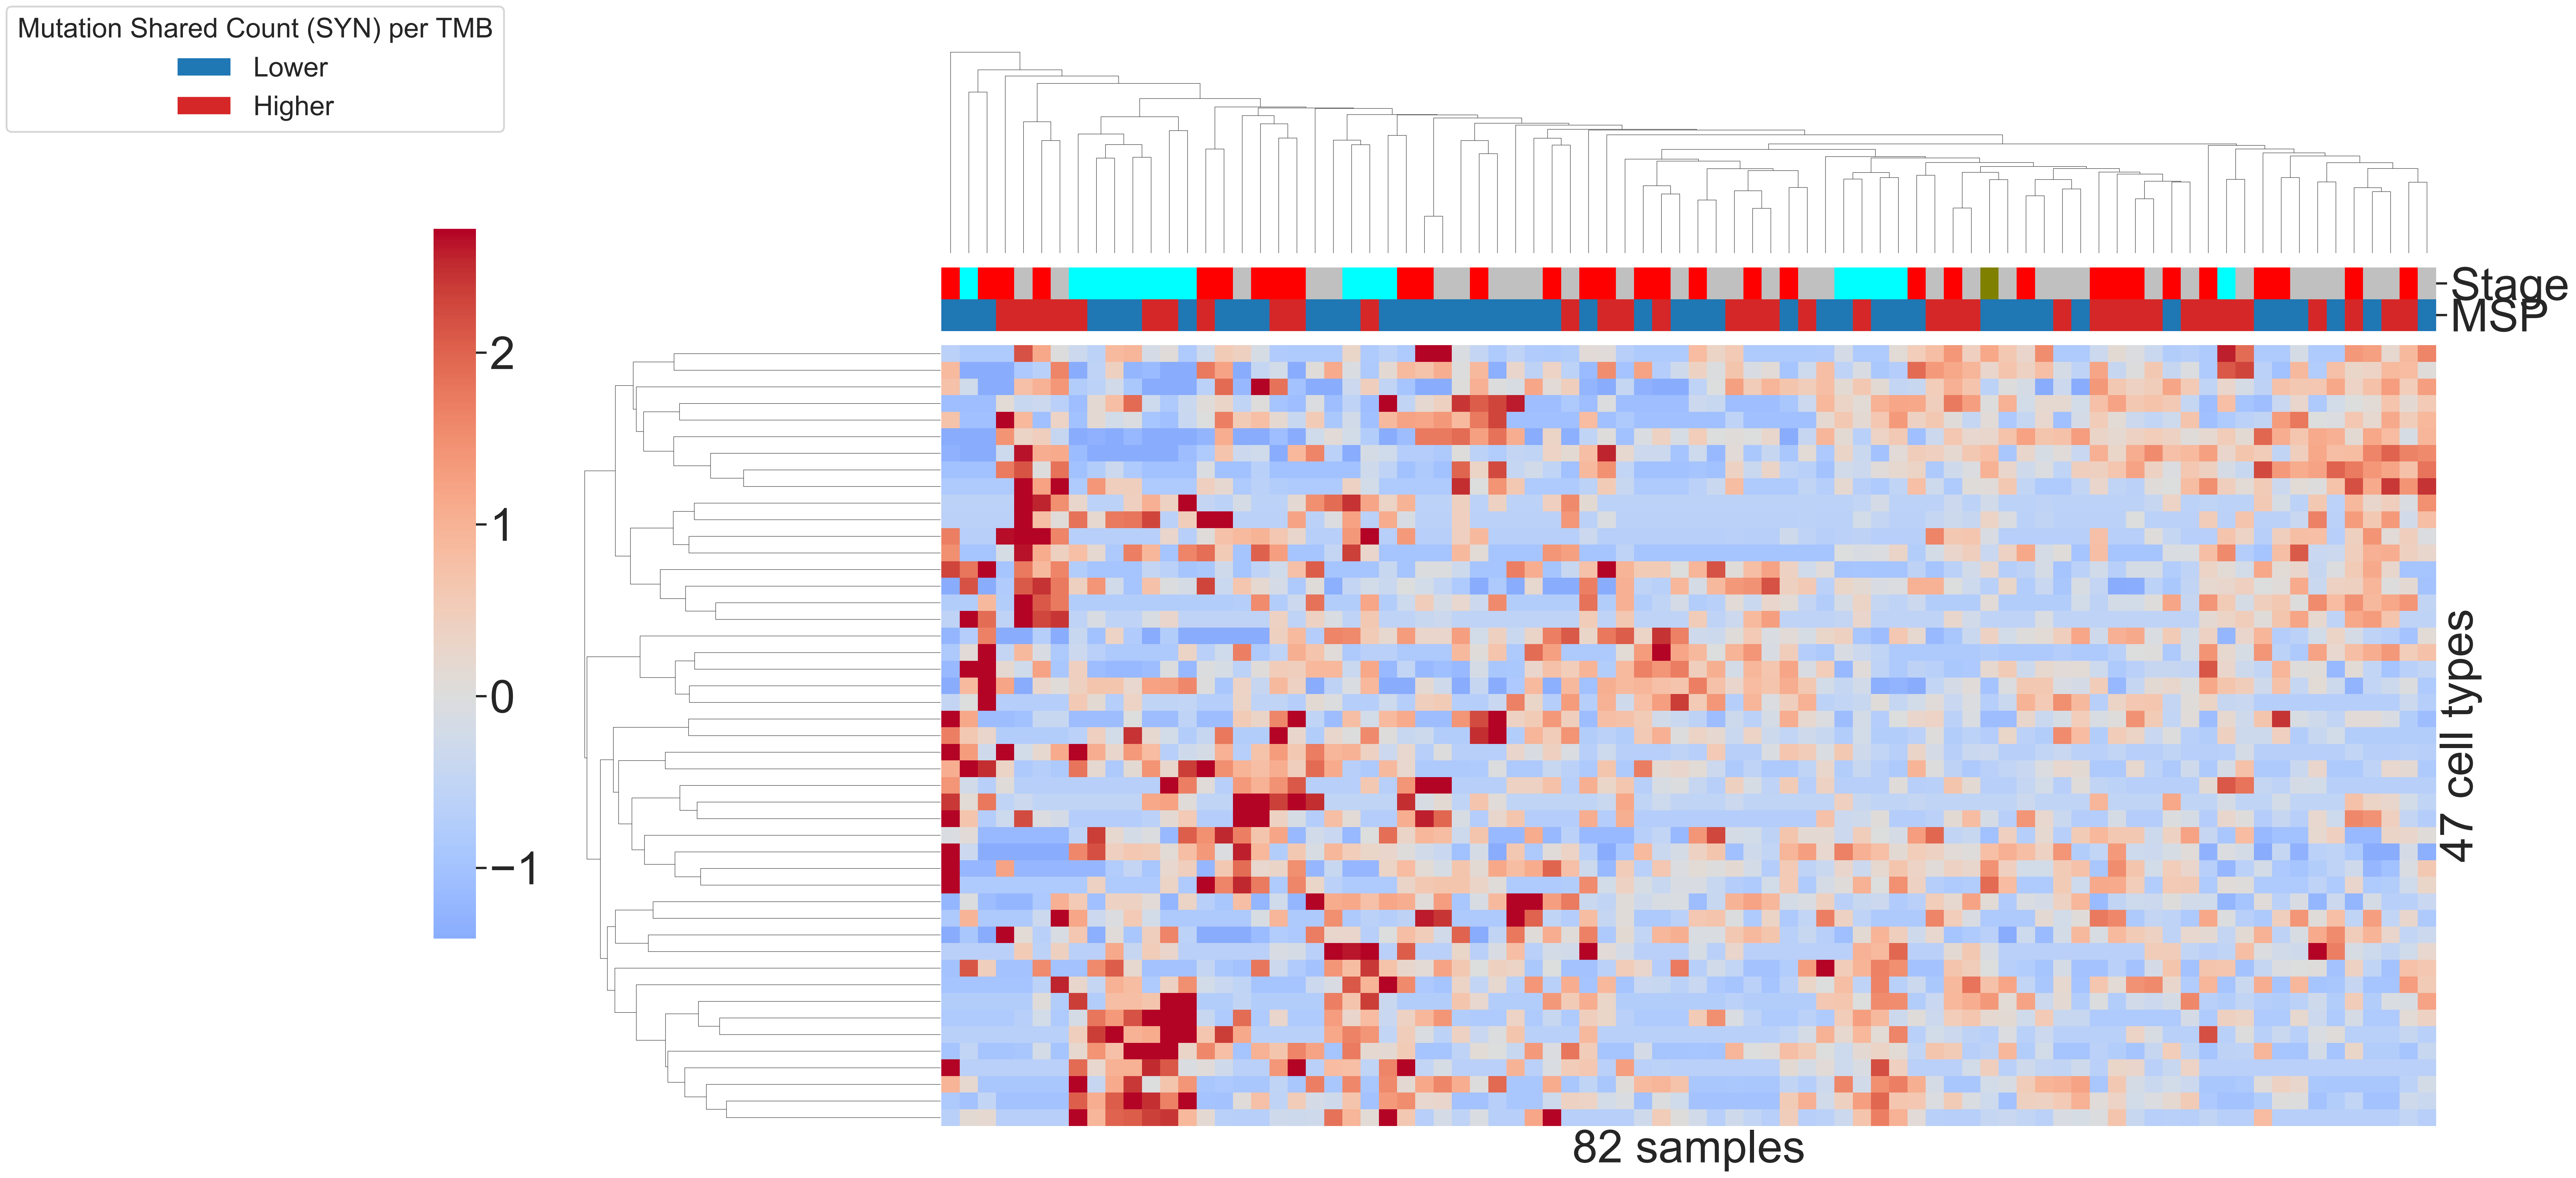 Mutation Shared Count (SYN) per TMB
Lower
Higher
Stage
MSP
2
1
0
−1
47 cell types
82 samples